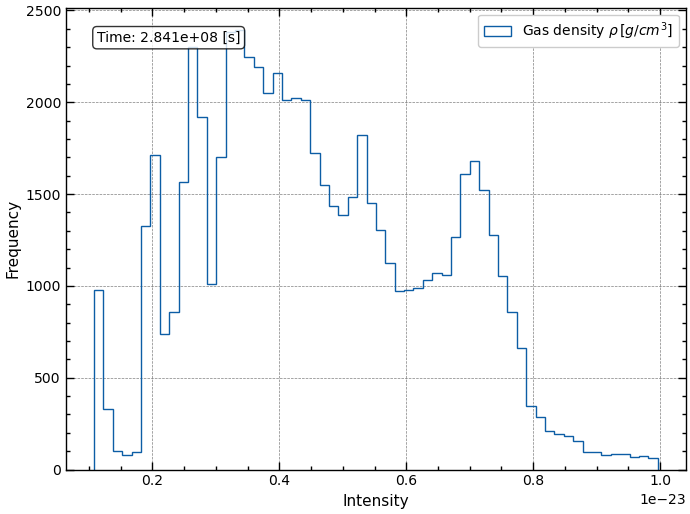 Time: 2.841e+08 [s]
Gas density ρ [g/cm³]
2500
2000
1500
1000
500
0
Frequency
0.2 0.4 0.6 0.8 1.0
1e−23
Intensity